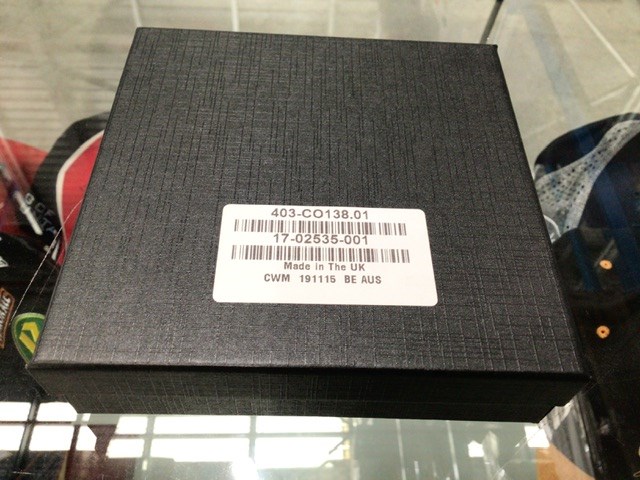 403-CO138.01
17-02535-001
Made in The UK
CWM 191115 BE AUS